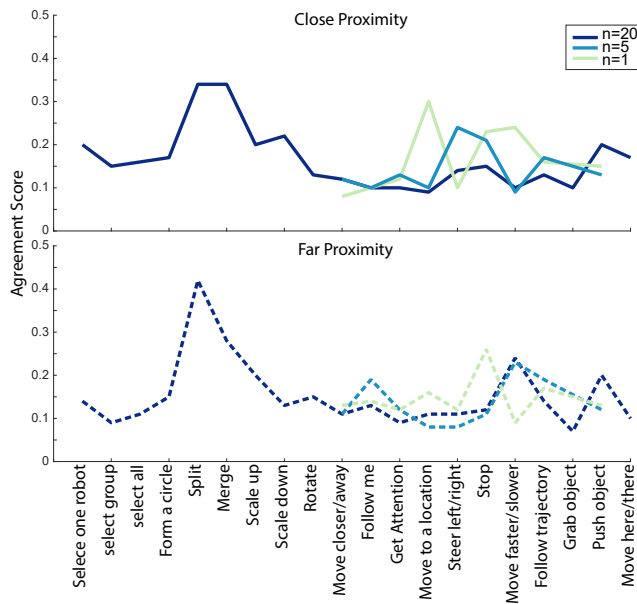 Close Proximity
n=20
n=5
n=1
0.5
0.4
0.3
0.2
0.1
0
Agreement Score
Far Proximity
0.5
0.4
0.3
0.2
0.1
0
Selece one robot
select group
select all
Form a circle
Split
Merge
Scale up
Scale down
Rotate
Move closer/away
Follow me
Get Attention
Move to a location
Steer left/right
Stop
Move faster/slower
Follow trajectory
Grab object
Push object
Move here/there